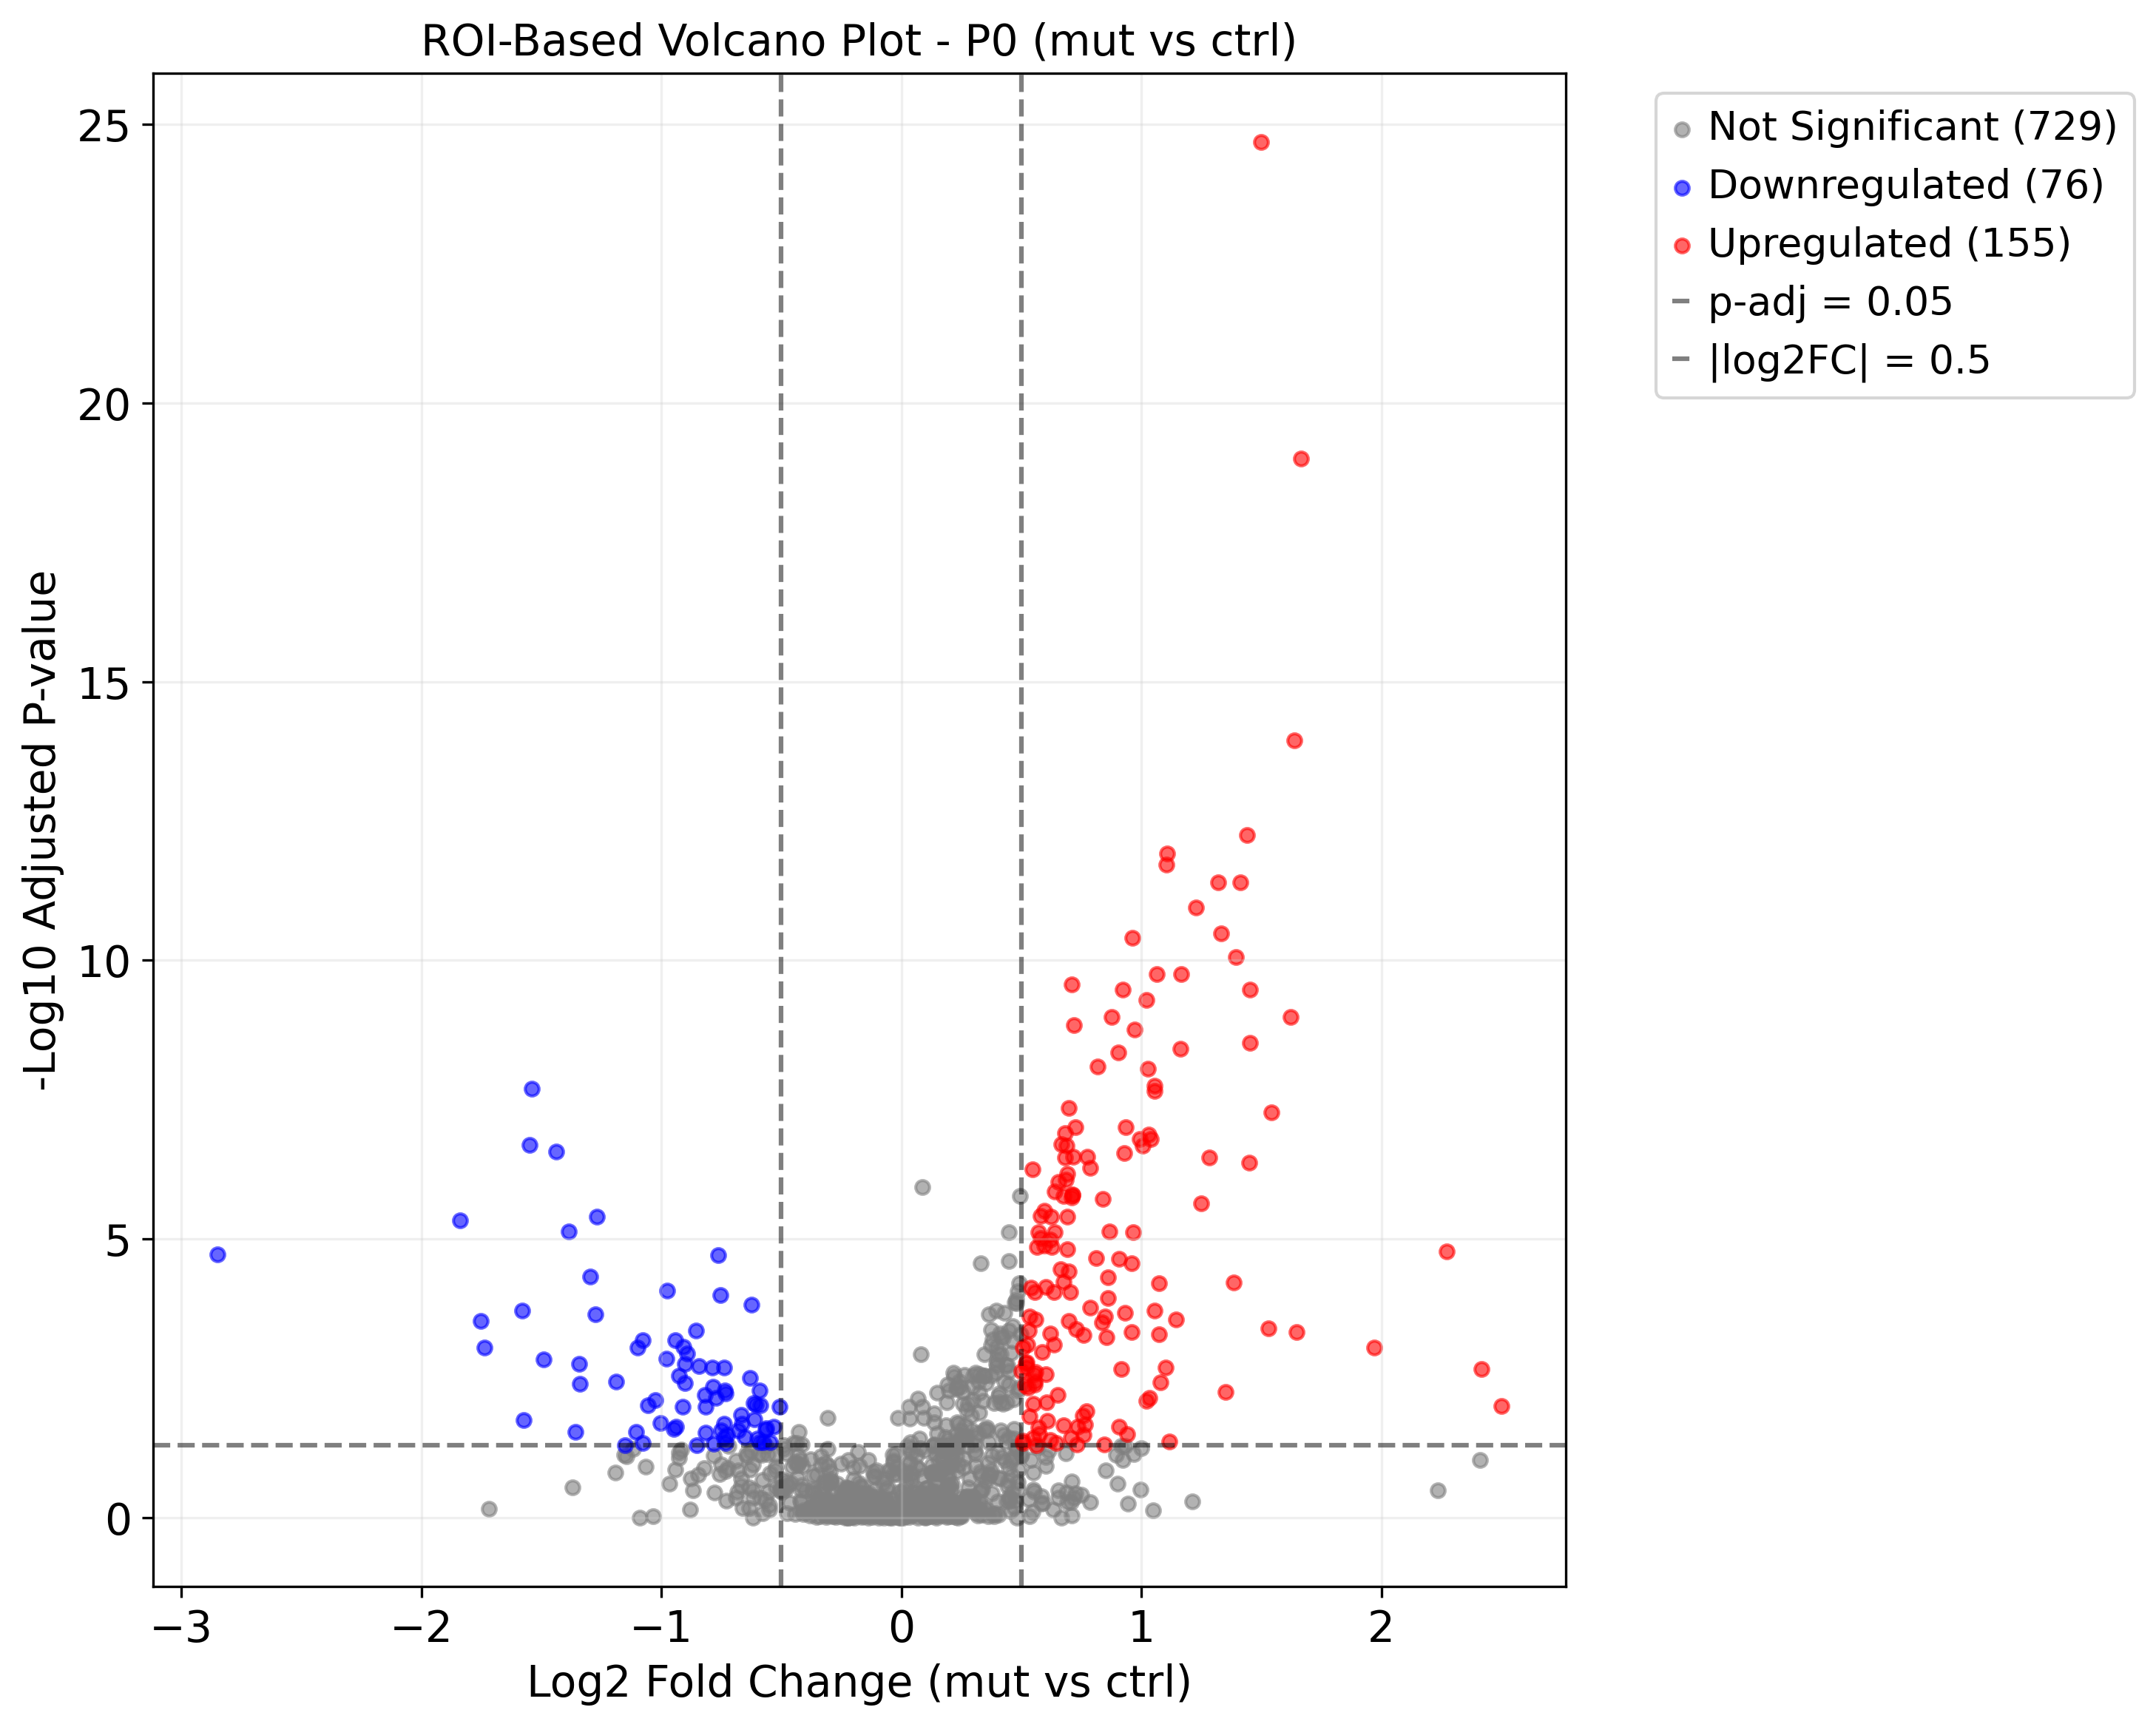 ROI-Based Volcano Plot - P0 (mut vs ctrl)
-Log10 Adjusted P-value
25
20
15
10
5
0
−3
−2
−1
0
1
2
Log2 Fold Change (mut vs ctrl)
Not Significant (729)
Downregulated (76)
Upregulated (155)
p-adj = 0.05
|log2FC| = 0.5